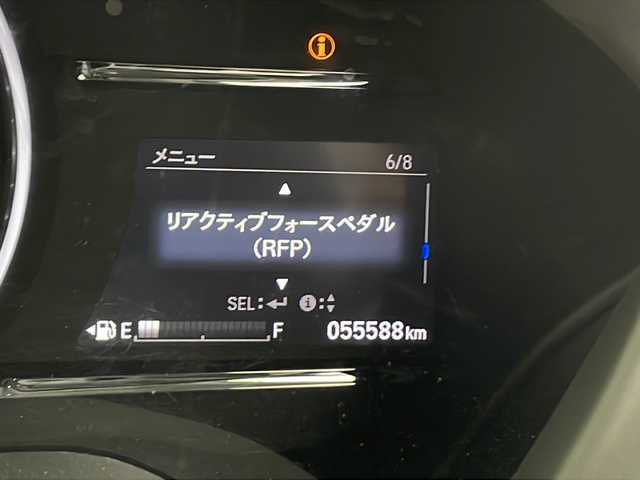 メニュー 6/8
リアクティブフォースペダル
(RFP)
SEL:↵ i:
E F 055588km